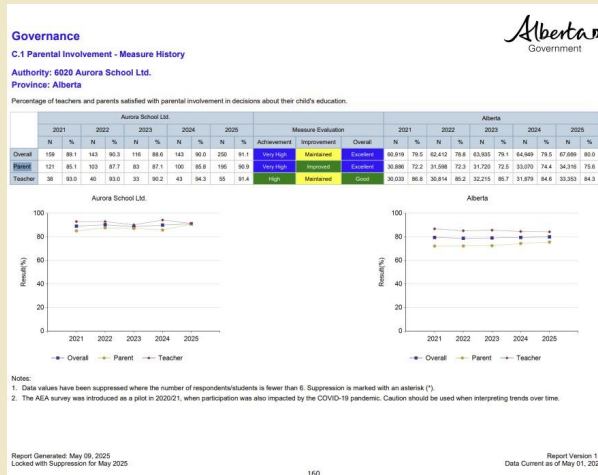 Governance
Alberta
Government
C.1 Parental Involvement - Measure History
Authority: 6020 Aurora School Ltd.
Province: Alberta
Percentage of teachers and parents satisfied with parental involvement in decisions about their child's education.
Aurora School Ltd. Alberta
2021 2022 2023 2024 2025 Measure Evaluation 2021 2022 2023 2024 2025
N % N % N % N % N % Achievement Improvement Overall N % N % N % N % N %
Overall 159 89.1 143 90.3 116 88.6 143 90.0 250 91.1 Very High Maintained Excellent 60,919 79.5 62,412 78.8 63,935 79.1 64,949 79.5 67,669 80.0
Parent 121 85.1 103 87.7 83 87.1 100 85.8 195 90.9 Very High Improved Excellent 30,886 72.2 31,598 72.3 31,720 72.5 33,070 74.4 34,316 75.6
Teacher 38 93.0 40 93.0 33 90.2 43 94.3 55 91.4 High Maintained Good 30,033 86.8 30,814 85.2 32,215 85.7 31,879 84.6 33,353 84.3
Aurora School Ltd. Alberta
Result(%) Result(%)
100 100
80 80
60 60
40 40
20 20
0 0
2021 2022 2023 2024 2025 2021 2022 2023 2024 2025
Overall Parent Teacher Overall Parent Teacher
Notes:
1. Data values have been suppressed where the number of respondents/students is fewer than 6. Suppression is marked with an asterisk (*).
2. The AEA survey was introduced as a pilot in 2020/21, when participation was also impacted by the COVID-19 pandemic. Caution should be used when interpreting trends over time.
Report Generated: May 09, 2025 Report Version 1
Locked with Suppression for May 2025 Data Current as of May 01, 202
160